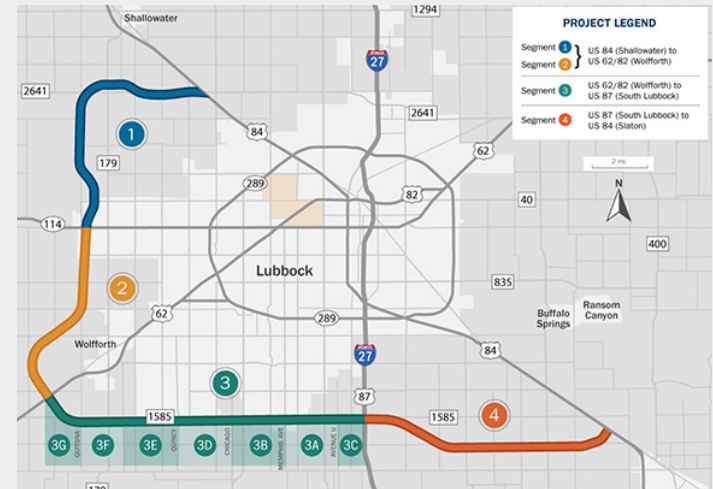 Shallowater
1294
INTERSTATE
27
PROJECT LEGEND
Segment 1
Segment 2
US 84 (Shallowater) to
US 62/82 (Wolfforth)
Segment 3
US 62/82 (Wolfforth) to
US 87 (South Lubbock)
Segment 4
US 87 (South Lubbock) to
US 84 (Slaton)
2641
2641
1
84
62
2 mi.
179
289
82
N
40
114
400
Lubbock
835
2
62
289
Buffalo
Springs
Ransom
Canyon
Wolfforth
84
INTERSTATE
27
3
87
4
1585
1585
3G
QUITSNA
3F
3E
QUINCY
3D
CHICAGO
3B
MEMPHIS AVE
3A
AVENUE U
3C
179